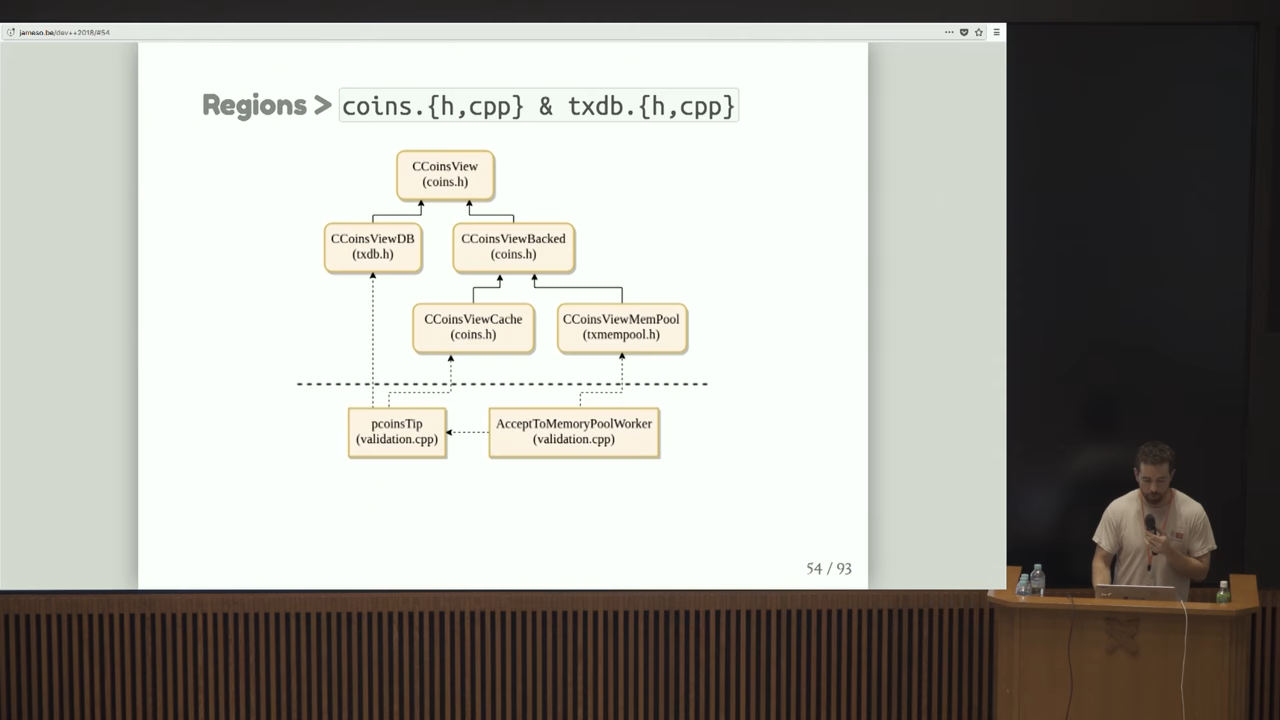 jameso.be/dev++2018/#54
Regions > coins.{h,cpp} & txdb.{h,cpp}
CCoinsView
(coins.h)
CCoinsViewDB
(txdb.h)
CCoinsViewBacked
(coins.h)
CCoinsViewCache
(coins.h)
CCoinsViewMemPool
(txmempool.h)
pcoinsTip
(validation.cpp)
AcceptToMemoryPoolWorker
(validation.cpp)
54 / 93